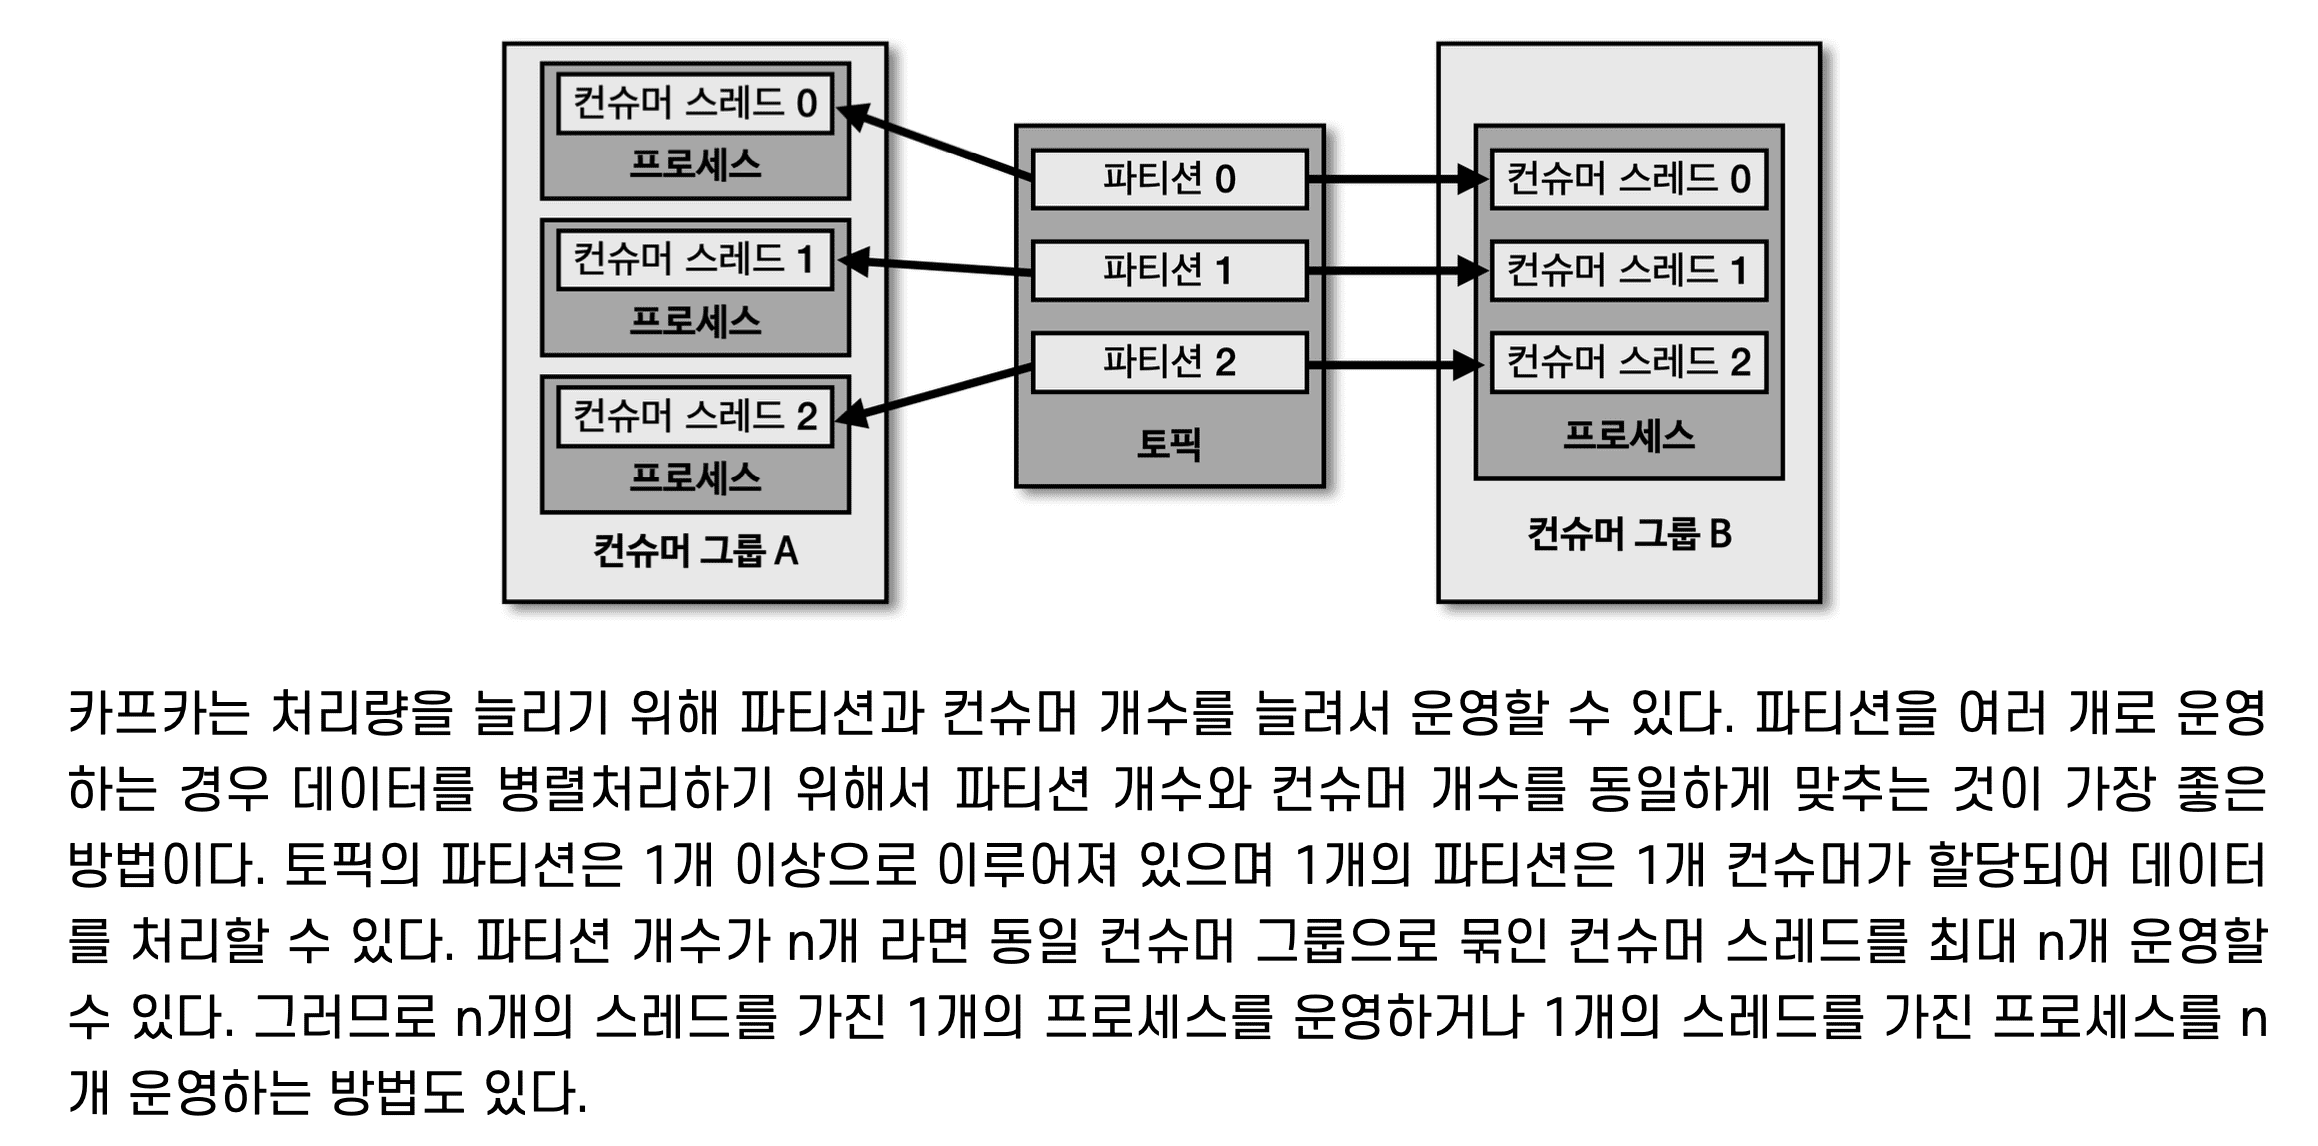 컨슈머 스레드 0
프로세스
컨슈머 스레드 1
프로세스
컨슈머 스레드 2
프로세스
컨슈머 그룹 A
파티션 0
파티션 1
파티션 2
토픽
컨슈머 스레드 0
컨슈머 스레드 1
컨슈머 스레드 2
프로세스
컨슈머 그룹 B
카프카는 처리량을 늘리기 위해 파티션과 컨슈머 개수를 늘려서 운영할 수 있다. 파티션을 여러 개로 운영
하는 경우 데이터를 병렬처리하기 위해서 파티션 개수와 컨슈머 개수를 동일하게 맞추는 것이 가장 좋은
방법이다. 토픽의 파티션은 1개 이상으로 이루어져 있으며 1개의 파티션은 1개 컨슈머가 할당되어 데이터
를 처리할 수 있다. 파티션 개수가 n개 라면 동일 컨슈머 그룹으로 묶인 컨슈머 스레드를 최대 n개 운영할
수 있다. 그러므로 n개의 스레드를 가진 1개의 프로세스를 운영하거나 1개의 스레드를 가진 프로세스를 n
개 운영하는 방법도 있다.